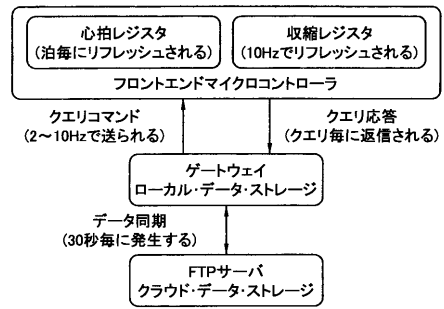 心拍レジスタ
(泊毎にリフレッシュされる)
収縮レジスタ
(10Hzでリフレッシュされる)
フロントエンドマイクロコントローラ
クエリコマンド
(2～10Hzで送られる)
クエリ応答
(クエリ毎に返信される)
ゲートウェイ
ローカル・データ・ストレージ
データ同期
(30秒毎に発生する)
FTPサーバ
クラウド・データ・ストレージ